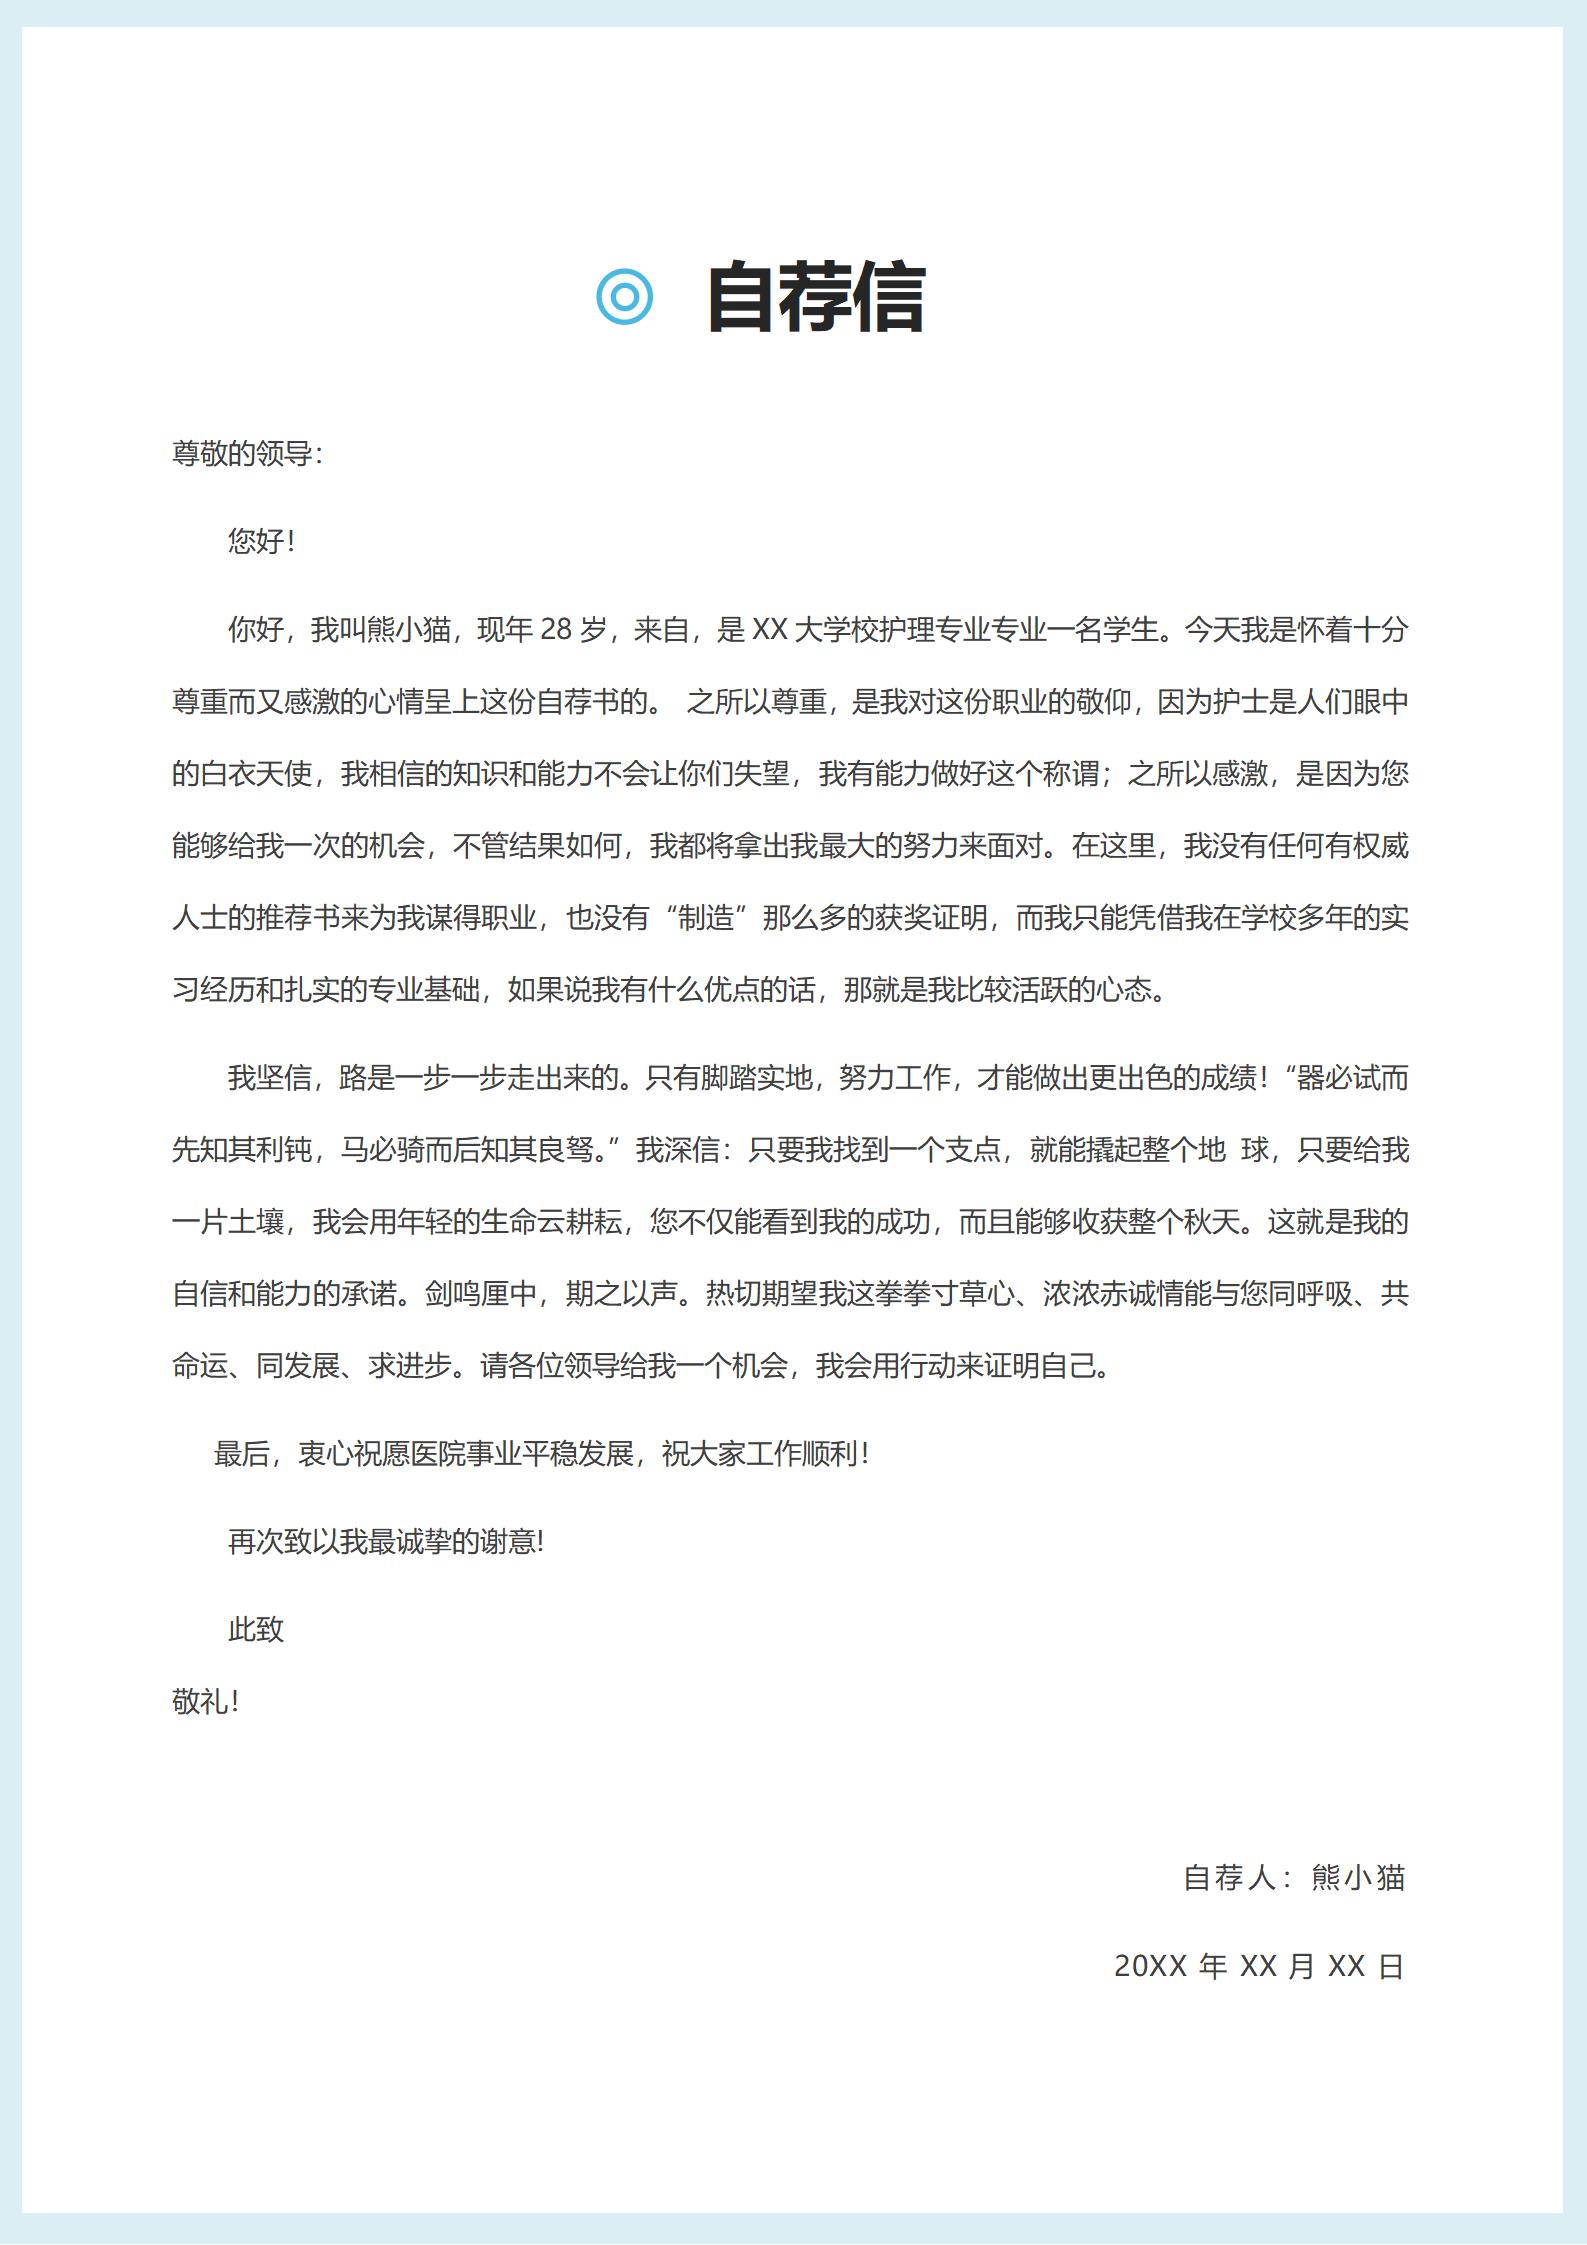 自荐信
尊敬的领导：
您好！
你好，我叫熊小猫，现年 28 岁，来自，是 XX 大学校护理专业专业一名学生。今天我是怀着十分
尊重而又感激的心情呈上这份自荐书的。 之所以尊重，是我对这份职业的敬仰，因为护士是人们眼中
的白衣天使，我相信的知识和能力不会让你们失望，我有能力做好这个称谓；之所以感激，是因为您
能够给我一次的机会，不管结果如何，我都将拿出我最大的努力来面对。在这里，我没有任何有权威
人士的推荐书来为我谋得职业，也没有“制造”那么多的获奖证明，而我只能凭借我在学校多年的实
习经历和扎实的专业基础，如果说我有什么优点的话，那就是我比较活跃的心态。
我坚信，路是一步一步走出来的。只有脚踏实地，努力工作，才能做出更出色的成绩！“器必试而
先知其利钝，马必骑而后知其良驽。”我深信：只要我找到一个支点，就能撬起整个地 球，只要给我
一片土壤，我会用年轻的生命云耕耘，您不仅能看到我的成功，而且能够收获整个秋天。这就是我的
自信和能力的承诺。剑鸣厘中，期之以声。热切期望我这拳拳寸草心、浓浓赤诚情能与您同呼吸、共
命运、同发展、求进步。请各位领导给我一个机会，我会用行动来证明自己。
最后，衷心祝愿医院事业平稳发展，祝大家工作顺利！
再次致以我最诚挚的谢意!
此致
敬礼！
自荐人：熊小猫
20XX 年 XX 月 XX 日